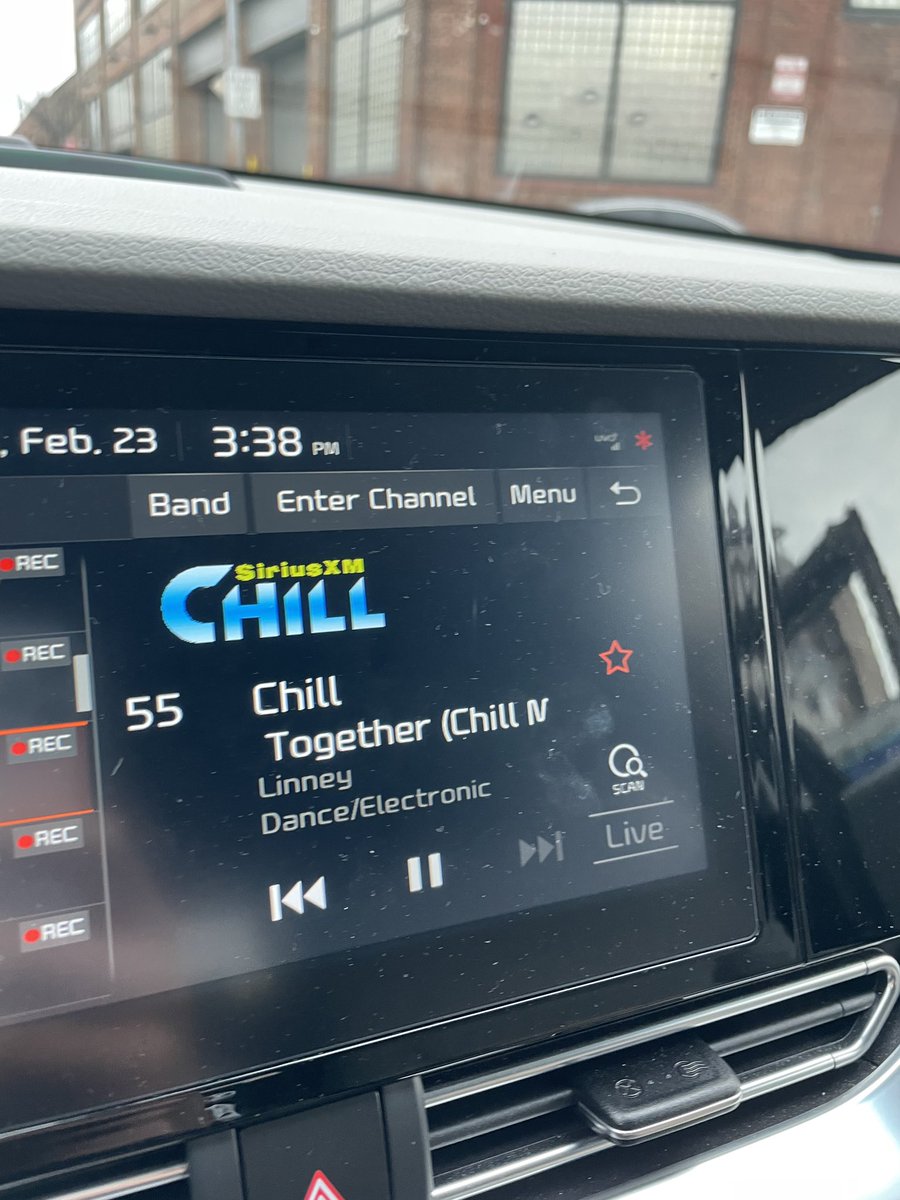 , Feb. 23 3:38 PM
UVO
Band Enter Channel Menu
REC
SiriusXM
CHILL
REC
55 Chill
Together (Chill M
REC
Linney
SCAN
Dance/Electronic
REC
Live
REC